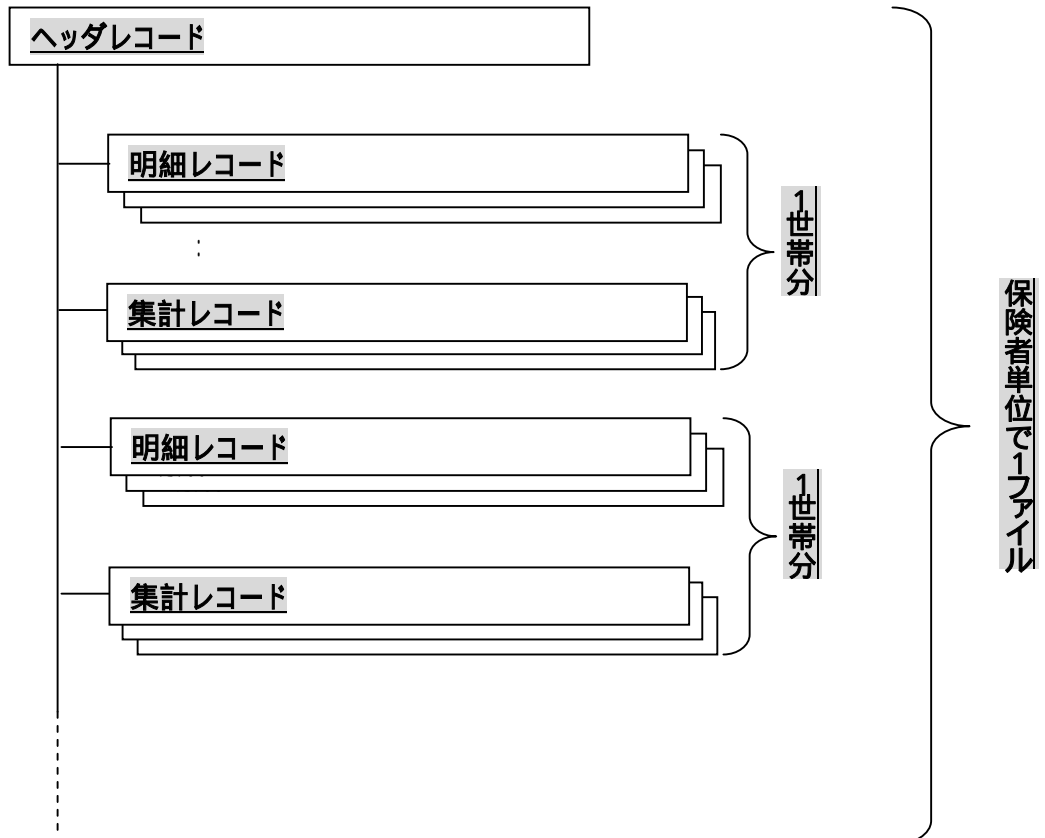 ヘッダレコード
明細レコード
:
集計レコード
1世帯分
明細レコード
集計レコード
1世帯分
保険者単位で1ファイル